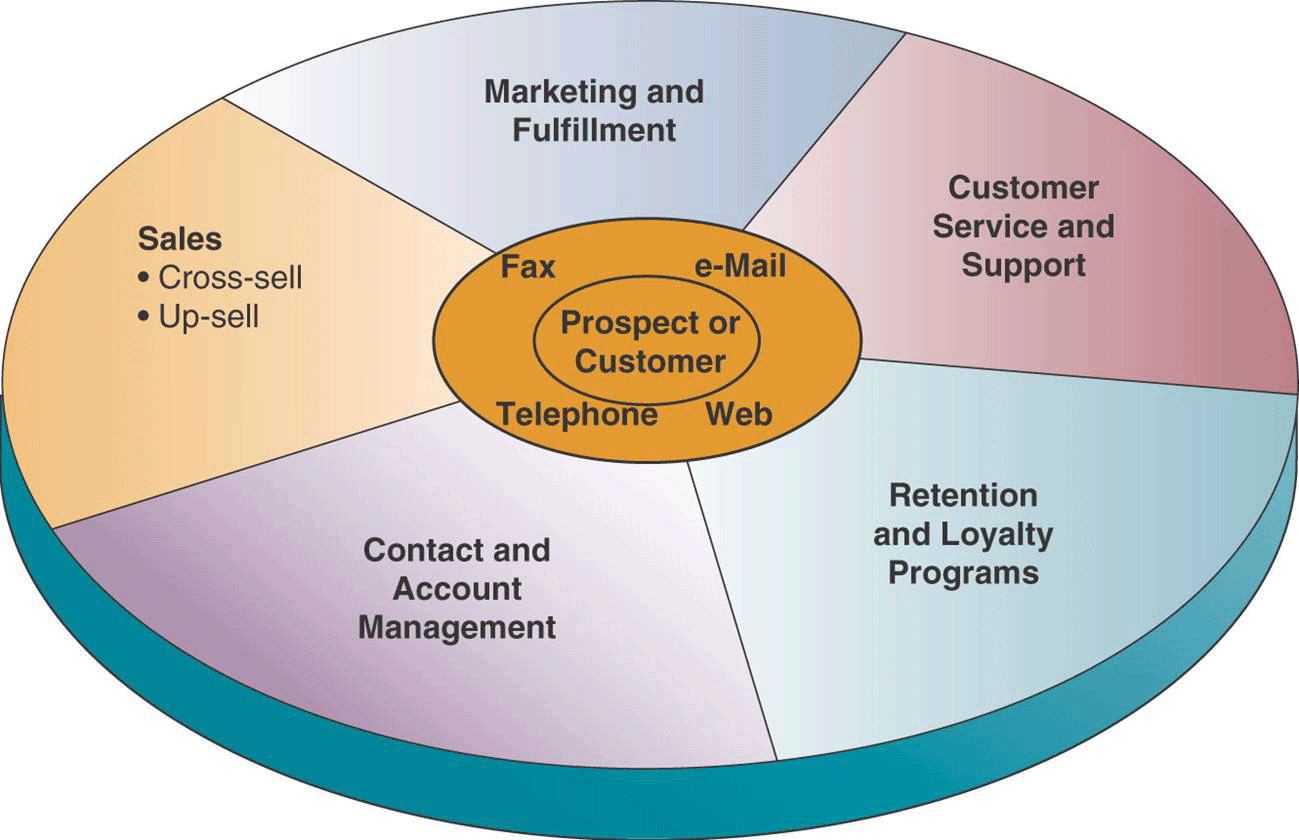 Marketing and
Fulfillment
Customer
Service and
Support
Sales
• Cross-sell
• Up-sell
Fax
e-Mail
Prospect or
Customer
Telephone
Web
Retention
and Loyalty
Programs
Contact and
Account
Management